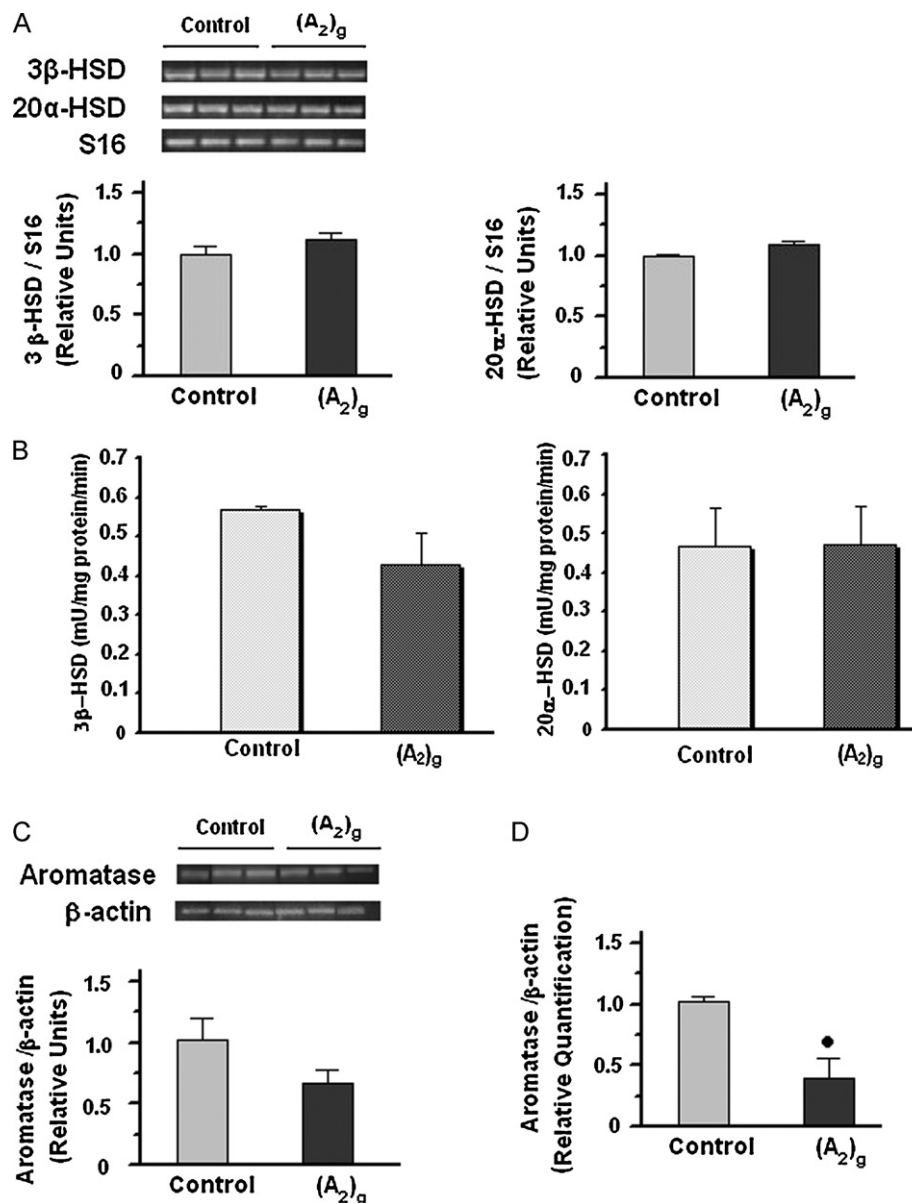 A
Control (A₂)g
3β-HSD
20α-HSD
S16
3β-HSD / S16
(Relative Units)
1.5
1.0
0.5
0
Control (A₂)g
20α-HSD / S16
(Relative Units)
1.5
1.0
0.5
0
Control (A₂)g
B
3β-HSD (mU/mg protein/min)
0.7
0.6
0.5
0.4
0.3
0.2
0.1
0
Control (A₂)g
20α-HSD (mU/mg protein/min)
0.7
0.6
0.5
0.4
0.3
0.2
0.1
0
Control (A₂)g
C
Control (A₂)g
Aromatase
β-actin
Aromatase /β-actin
(Relative Units)
1.5
1.0
0.5
0
Control (A₂)g
D
Aromatase /β-actin
(Relative Quantification)
1.5
1.0
0.5
0
Control (A₂)g